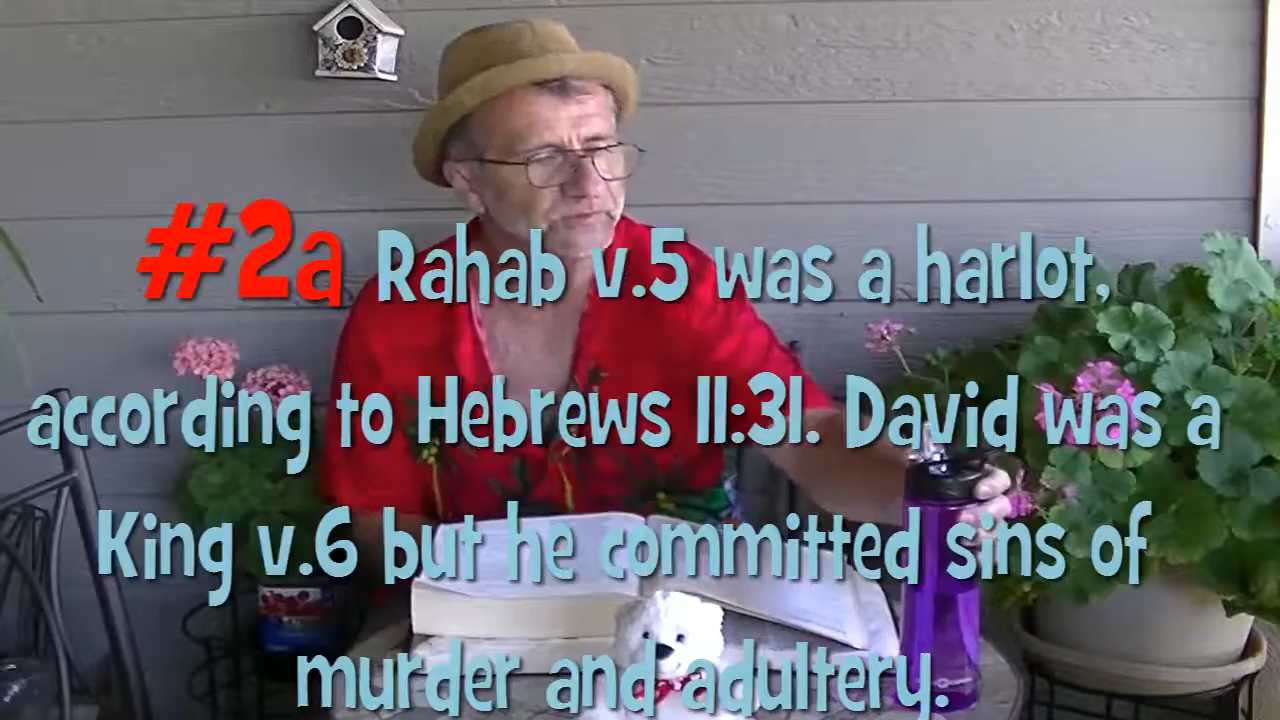 #2a Rahab v.5 was a harlot,
according to Hebrews 11:31. David was a
King v.6 but he committed sins of
murder and adultery.